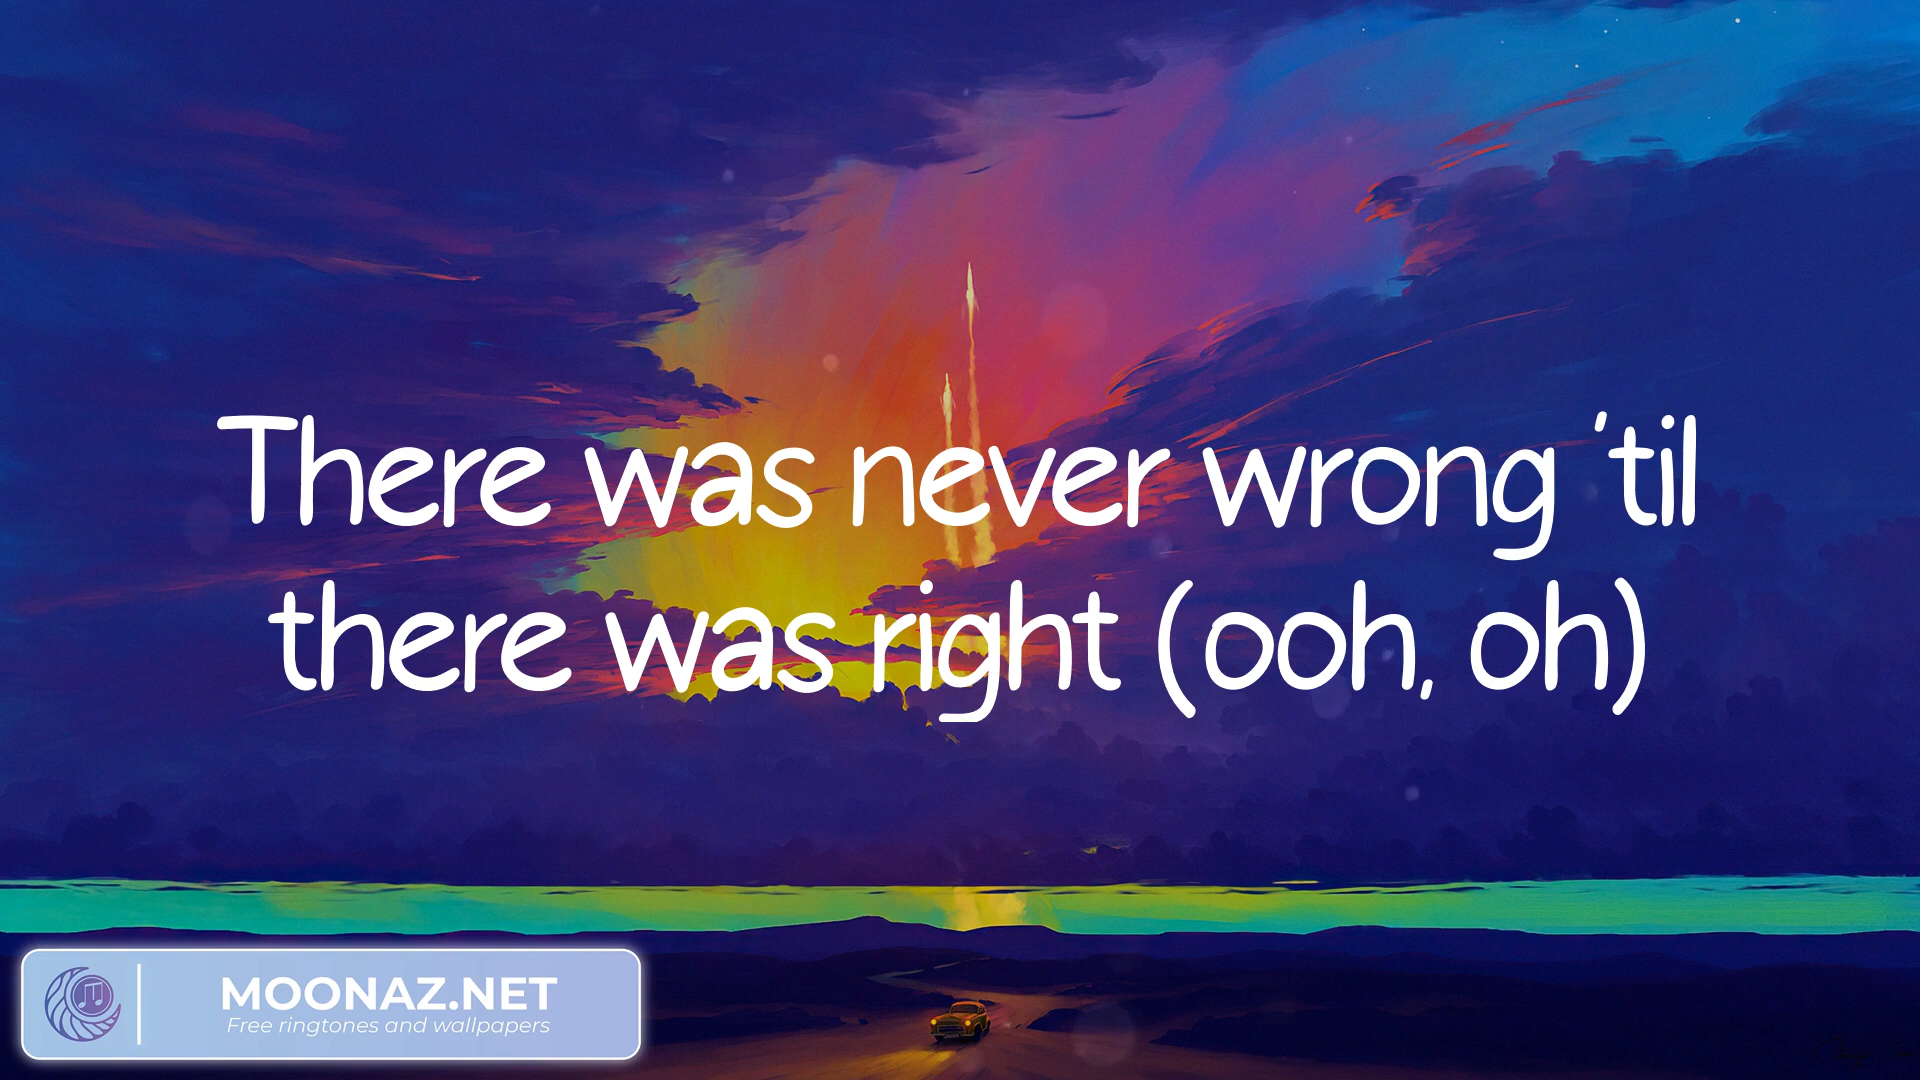 There was never wrong 'til
there was right (ooh, oh)
MOONAZ.NET
Free ringtones and wallpapers